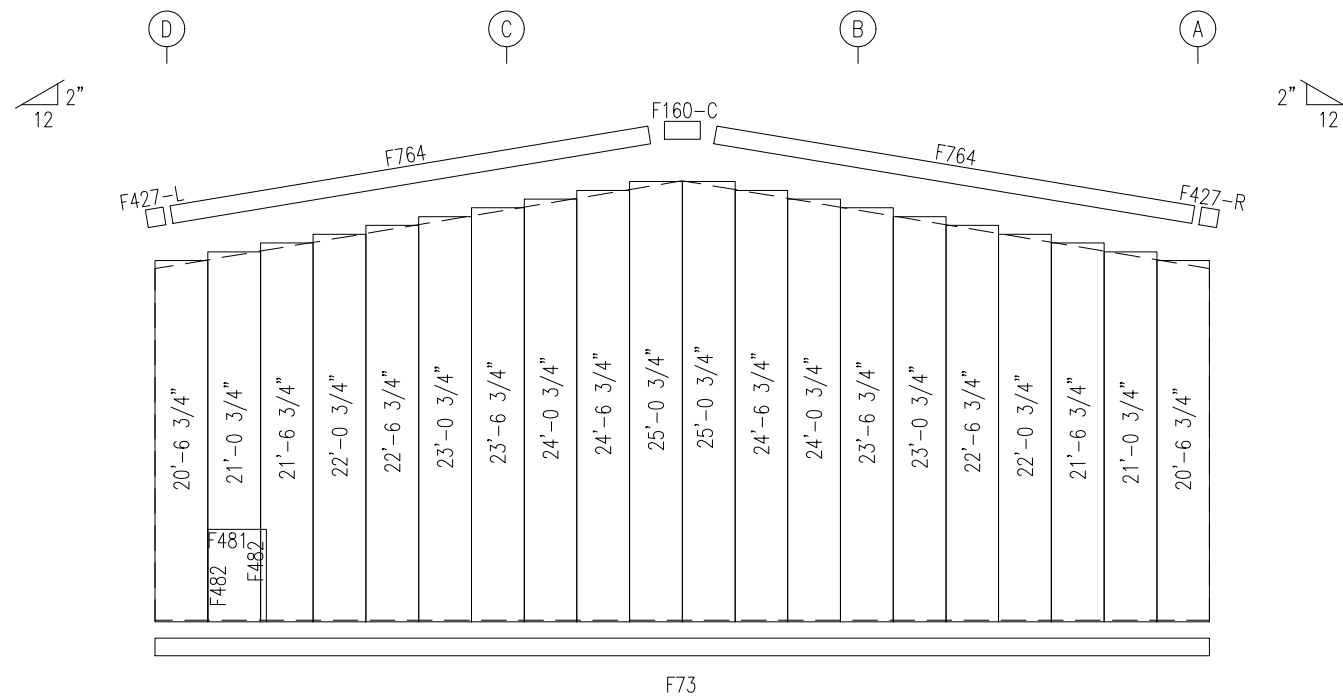 D
C
B
A
2"
12
2"
12
F160-C
F764
F764
F427-L
F427-R
20'-6 3/4"
21'-0 3/4"
21'-6 3/4"
22'-0 3/4"
22'-6 3/4"
23'-0 3/4"
23'-6 3/4"
24'-0 3/4"
24'-6 3/4"
25'-0 3/4"
25'-0 3/4"
24'-6 3/4"
24'-0 3/4"
23'-6 3/4"
23'-0 3/4"
22'-6 3/4"
22'-0 3/4"
21'-6 3/4"
21'-0 3/4"
20'-6 3/4"
F481
F482
F482
F73